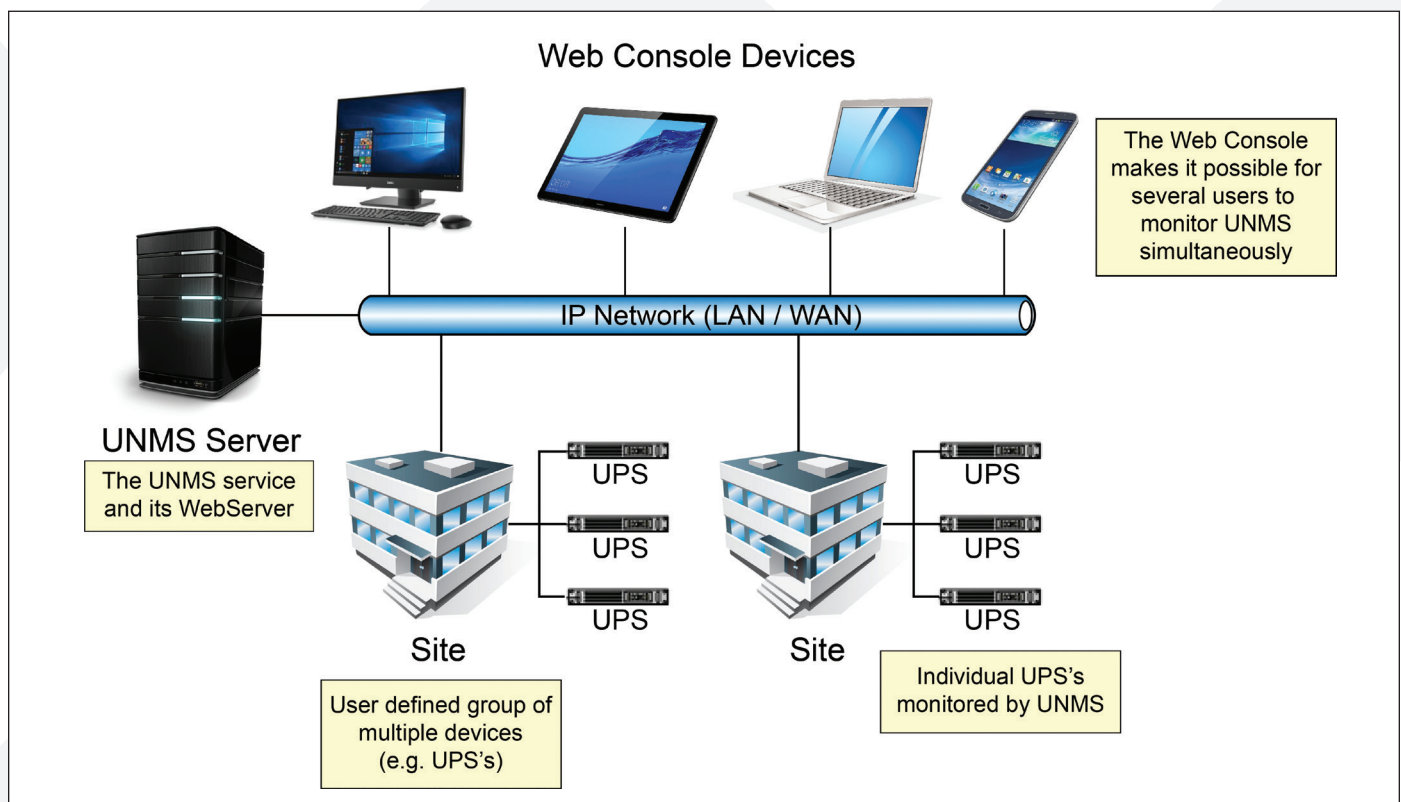 Web Console Devices
The Web Console
makes it possible for
several users to
monitor UNMS
simultaneously
IP Network (LAN / WAN)
UNMS Server
The UNMS service
and its WebServer
UPS
UPS
UPS
Site
User defined group of
multiple devices
(e.g. UPS's)
UPS
UPS
UPS
Site
Individual UPS's
monitored by UNMS